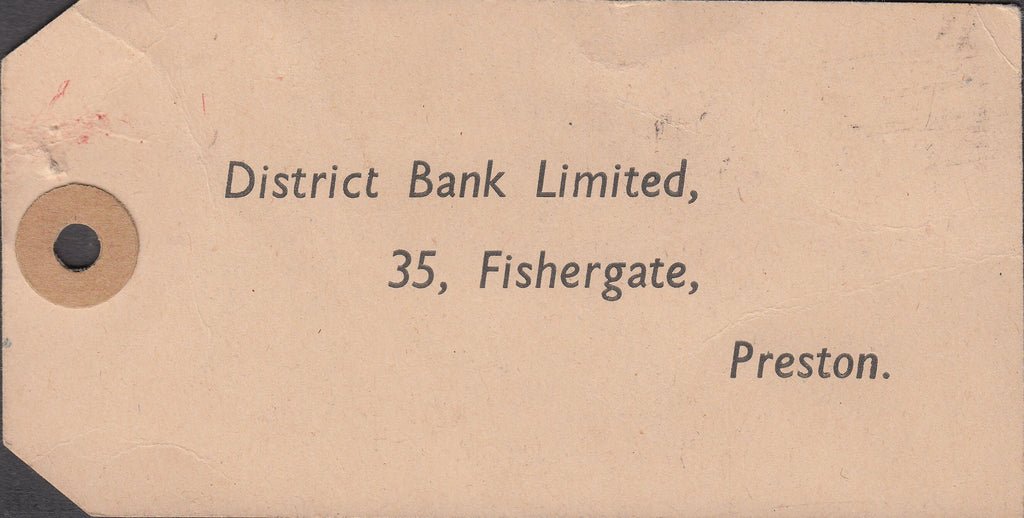 District Bank Limited,
35, Fishergate,
Preston.